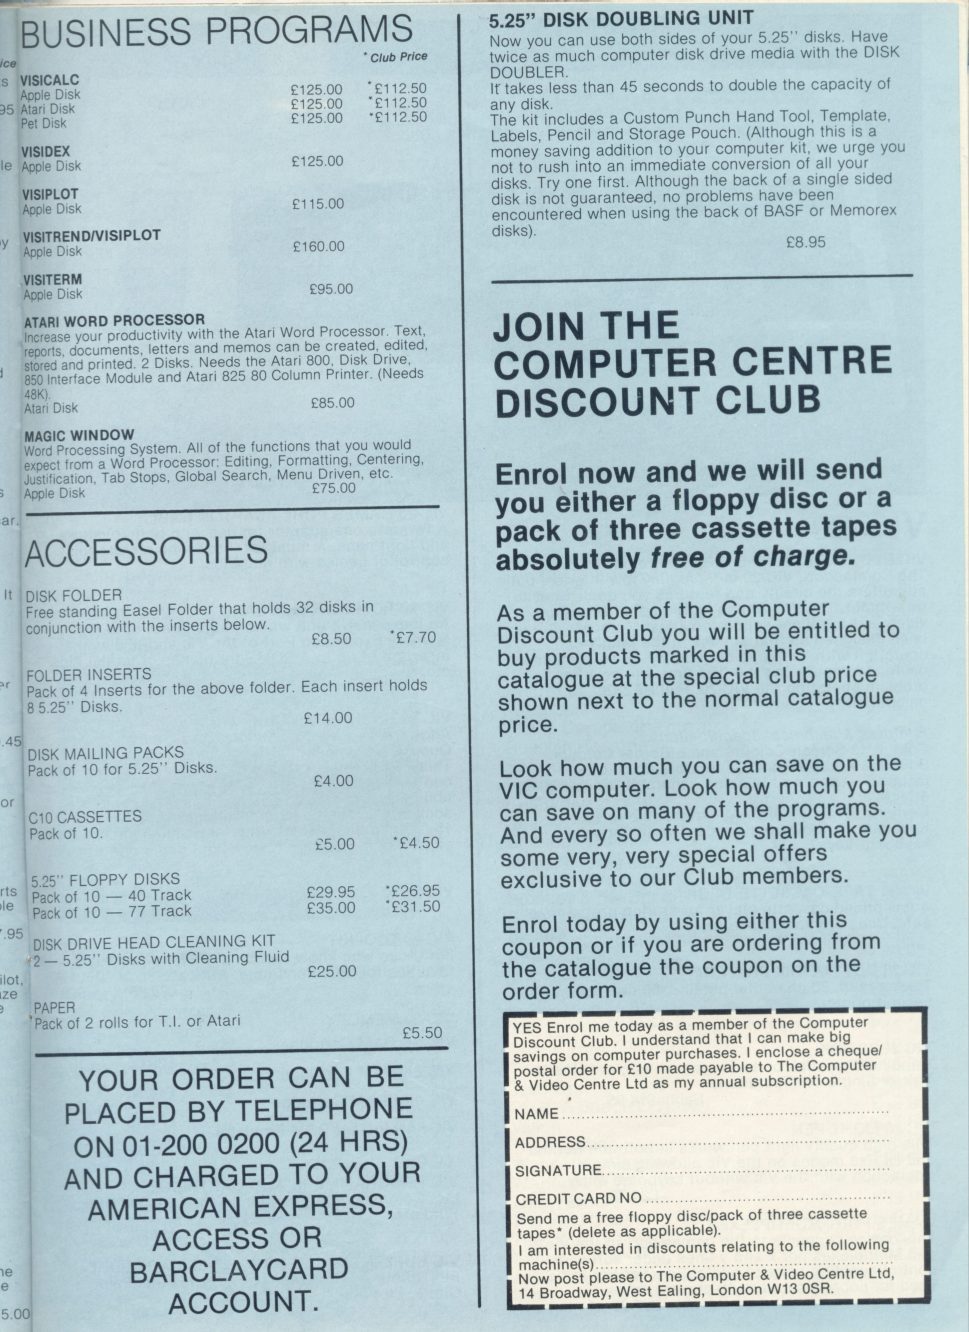 BUSINESS PROGRAMS
*Club Price
VISICALC
Apple Disk £125.00 *£112.50
Atari Disk £125.00 *£112.50
Pet Disk £125.00 *£112.50
VISIDEX
Apple Disk £125.00
VISIPLOT
Apple Disk £115.00
VISITREND/VISIPLOT
Apple Disk £160.00
VISITERM
Apple Disk £95.00
ATARI WORD PROCESSOR
Increase your productivity with the Atari Word Processor. Text,
reports, documents, letters and memos can be created, edited,
stored and printed. 2 Disks. Needs the Atari 800, Disk Drive,
850 Interface Module and Atari 825 80 Column Printer. (Needs
48K).
Atari Disk £85.00
MAGIC WINDOW
Word Processing System. All of the functions that you would
expect from a Word Processor: Editing, Formatting, Centering,
Justification, Tab Stops, Global Search, Menu Driven, etc.
Apple Disk £75.00
ACCESSORIES
DISK FOLDER
Free standing Easel Folder that holds 32 disks in
conjunction with the inserts below.
£8.50 *£7.70
FOLDER INSERTS
Pack of 4 Inserts for the above folder. Each insert holds
8 5.25'' Disks.
£14.00
DISK MAILING PACKS
Pack of 10 for 5.25'' Disks.
£4.00
C10 CASSETTES
Pack of 10.
£5.00 *£4.50
5.25'' FLOPPY DISKS
Pack of 10 — 40 Track £29.95 *£26.95
Pack of 10 — 77 Track £35.00 *£31.50
DISK DRIVE HEAD CLEANING KIT
2 — 5.25'' Disks with Cleaning Fluid
£25.00
PAPER
Pack of 2 rolls for T.I. or Atari
£5.50
YOUR ORDER CAN BE
PLACED BY TELEPHONE
ON 01-200 0200 (24 HRS)
AND CHARGED TO YOUR
AMERICAN EXPRESS,
ACCESS OR
BARCLAYCARD
ACCOUNT.
5.25" DISK DOUBLING UNIT
Now you can use both sides of your 5.25'' disks. Have
twice as much computer disk drive media with the DISK
DOUBLER.
It takes less than 45 seconds to double the capacity of
any disk.
The kit includes a Custom Punch Hand Tool, Template,
Labels, Pencil and Storage Pouch. (Although this is a
money saving addition to your computer kit, we urge you
not to rush into an immediate conversion of all your
disks. Try one first. Although the back of a single sided
disk is not guaranteed, no problems have been
encountered when using the back of BASF or Memorex
disks).
£8.95
JOIN THE
COMPUTER CENTRE
DISCOUNT CLUB
Enrol now and we will send
you either a floppy disc or a
pack of three cassette tapes
absolutely free of charge.
As a member of the Computer
Discount Club you will be entitled to
buy products marked in this
catalogue at the special club price
shown next to the normal catalogue
price.
Look how much you can save on the
VIC computer. Look how much you
can save on many of the programs.
And every so often we shall make you
some very, very special offers
exclusive to our Club members.
Enrol today by using either this
coupon or if you are ordering from
the catalogue the coupon on the
order form.
YES Enrol me today as a member of the Computer
Discount Club. I understand that I can make big
savings on computer purchases. I enclose a cheque/
postal order for £10 made payable to The Computer
& Video Centre Ltd as my annual subscription.
NAME
ADDRESS
SIGNATURE
CREDIT CARD NO
Send me a free floppy disc/pack of three cassette
tapes* (delete as applicable).
I am interested in discounts relating to the following
machine(s)
Now post please to The Computer & Video Centre Ltd,
14 Broadway, West Ealing, London W13 0SR.